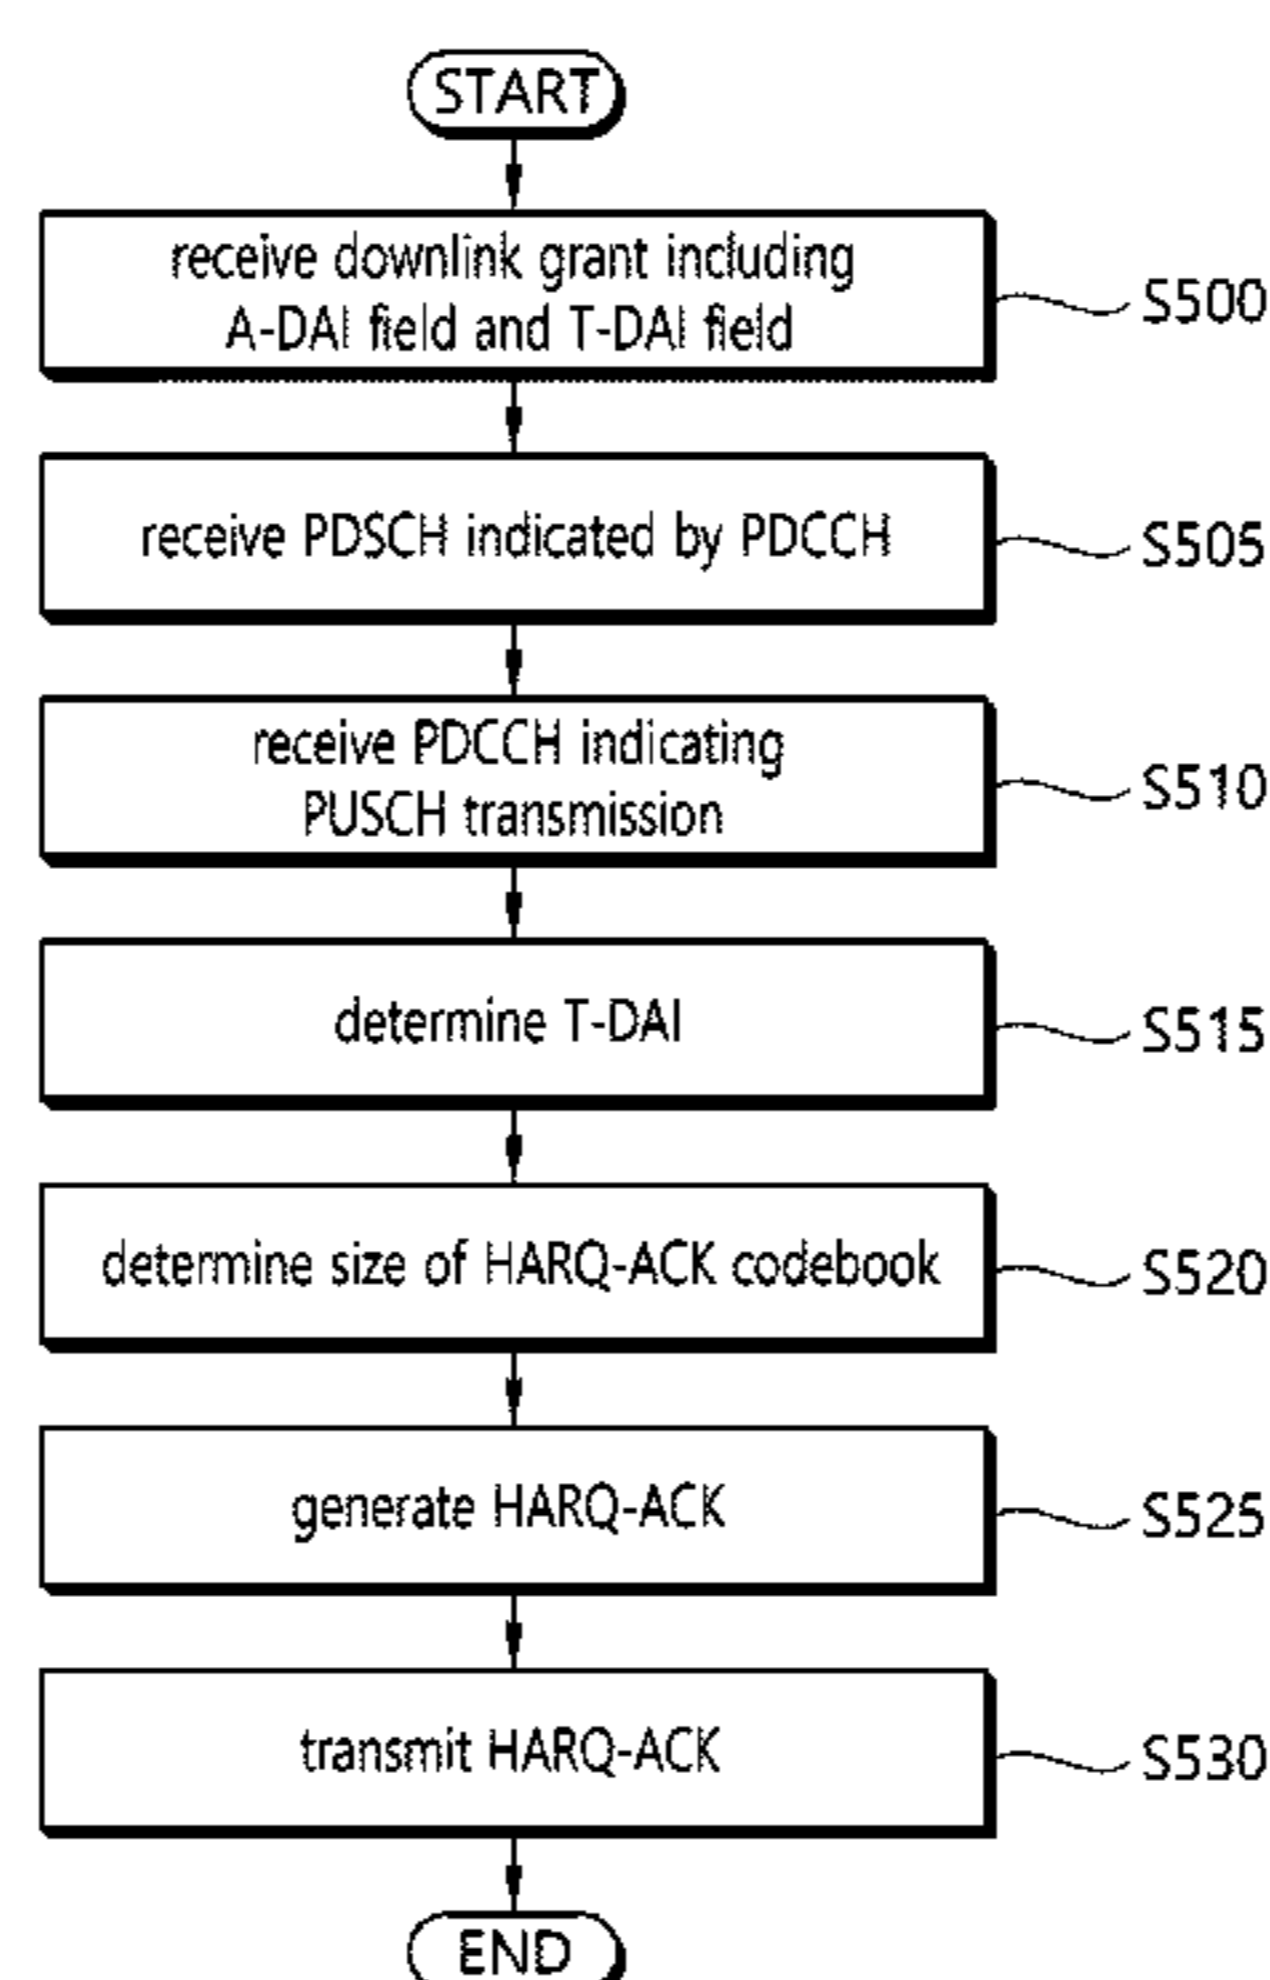 START
receive downlink grant including
A-DAI field and T-DAI field
S500
receive PDSCH indicated by PDCCH
S505
receive PDCCH indicating
PUSCH transmission
S510
determine T-DAI
S515
determine size of HARQ-ACK codebook
S520
generate HARQ-ACK
S525
transmit HARQ-ACK
S530
END